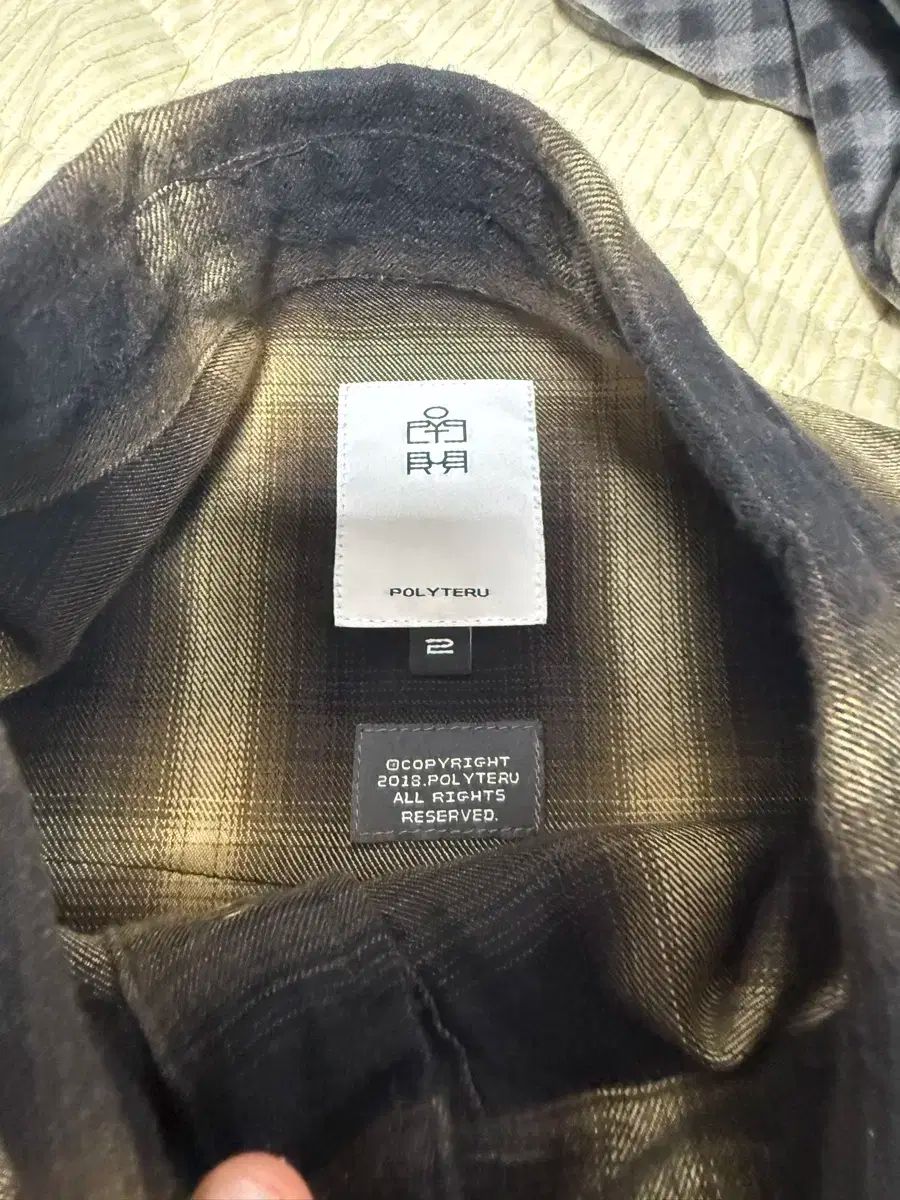 POLYTERU
2
©COPYRIGHT
2018.POLYTERU
ALL RIGHTS
RESERVED.